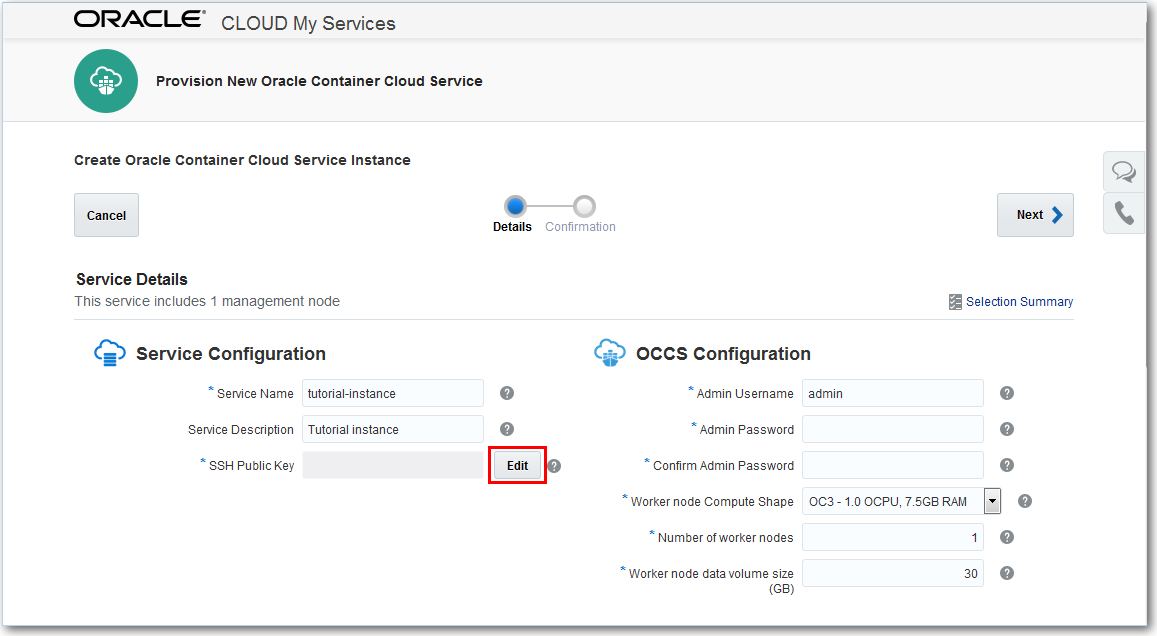 ORACLE® CLOUD My Services
Provision New Oracle Container Cloud Service
Create Oracle Container Cloud Service Instance
Cancel
Details
Confirmation
Next
Service Details
This service includes 1 management node
Selection Summary
Service Configuration
* Service Name tutorial-instance ?
Service Description Tutorial instance ?
* SSH Public Key Edit ?
OCCS Configuration
* Admin Username admin ?
* Admin Password ?
* Confirm Admin Password ?
* Worker node Compute Shape OC3 - 1.0 OCPU, 7.5GB RAM ?
* Number of worker nodes 1 ?
* Worker node data volume size 30 ?
(GB)